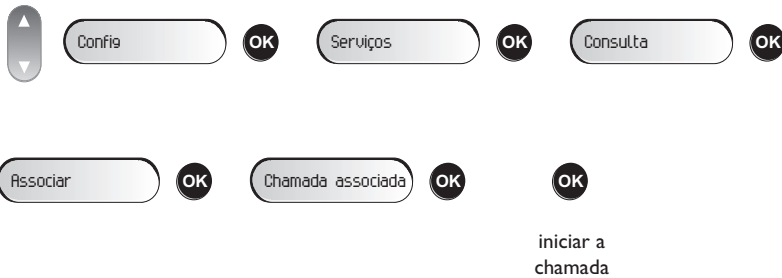 Config OK Serviços OK Consulta OK
Associar OK Chamada associada OK OK
iniciar a
chamada